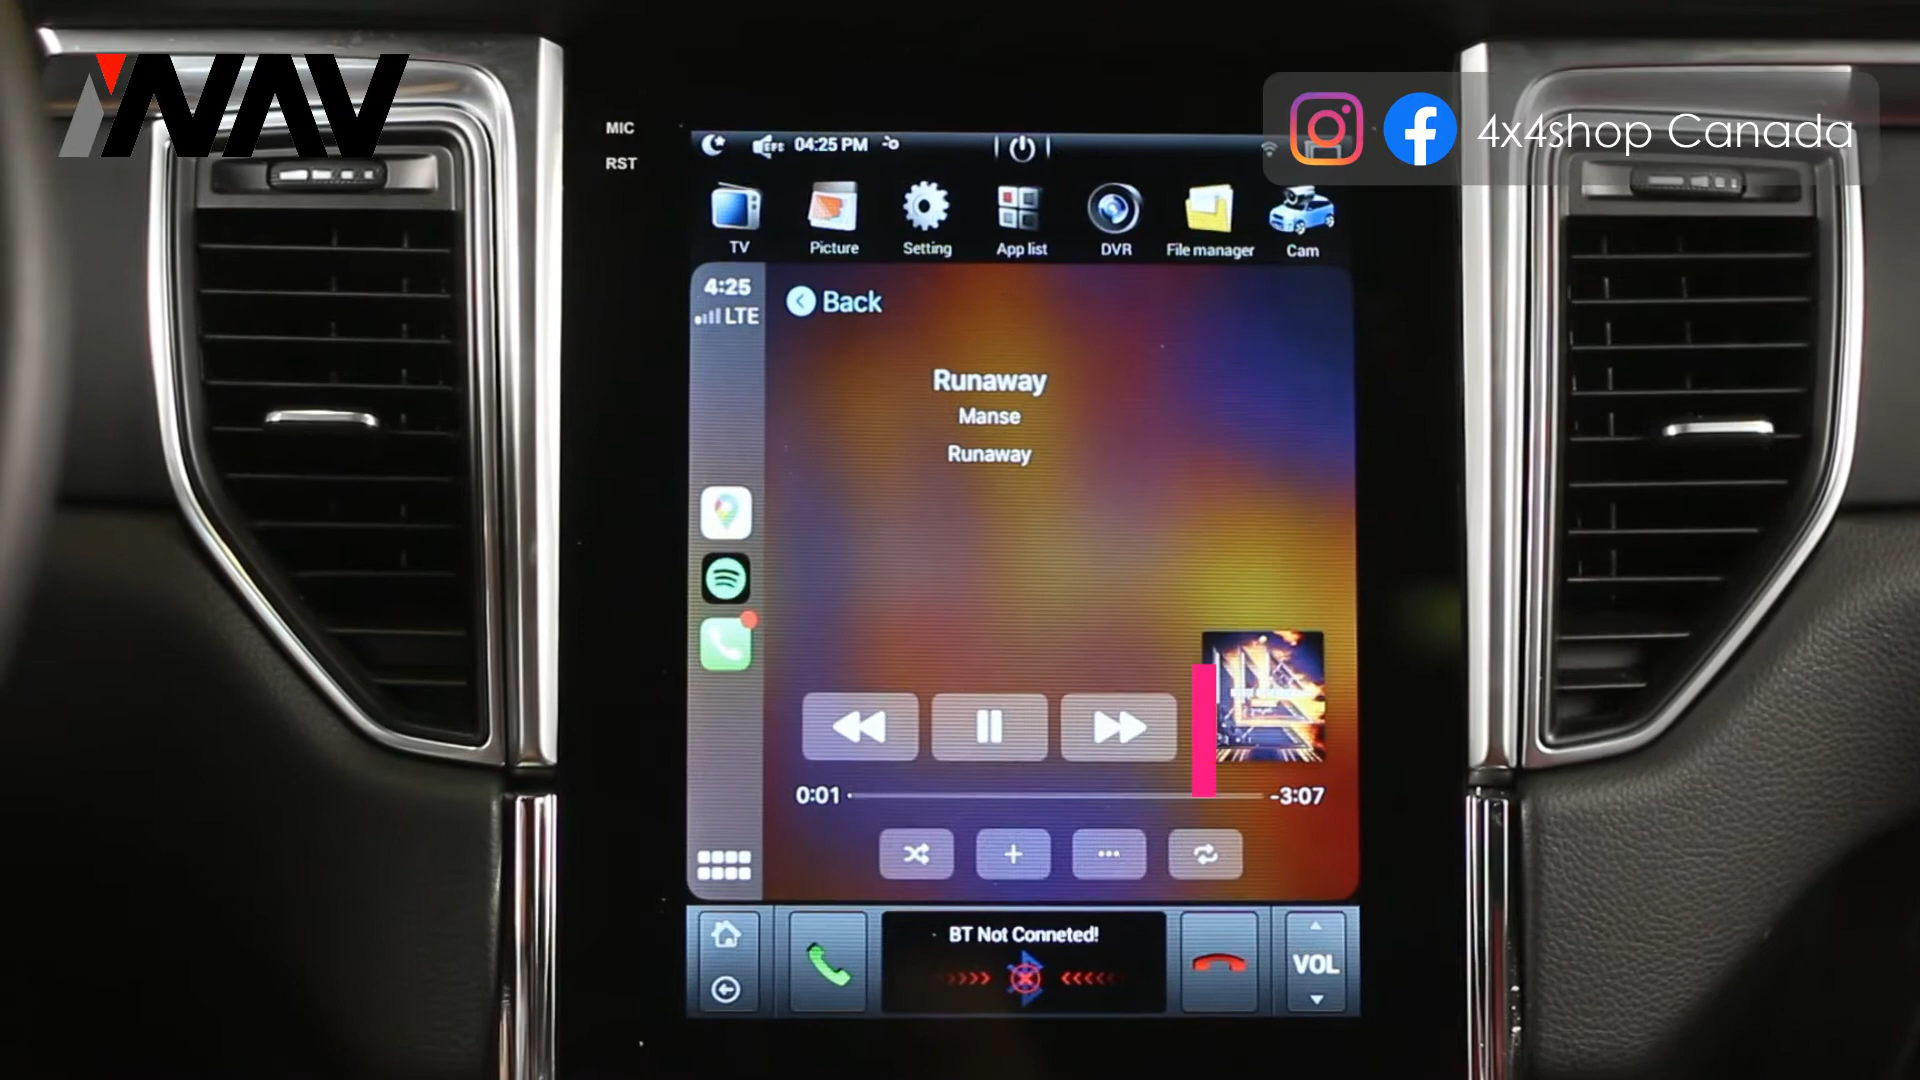 NAV
4x4shop Canada
MIC
RST
04:25 PM
TV
Picture
Setting
App list
DVR
File manager
Cam
4:25
LTE
Back
Runaway
Manse
Runaway
0:01
-3:07
BT Not Conneted!
VOL